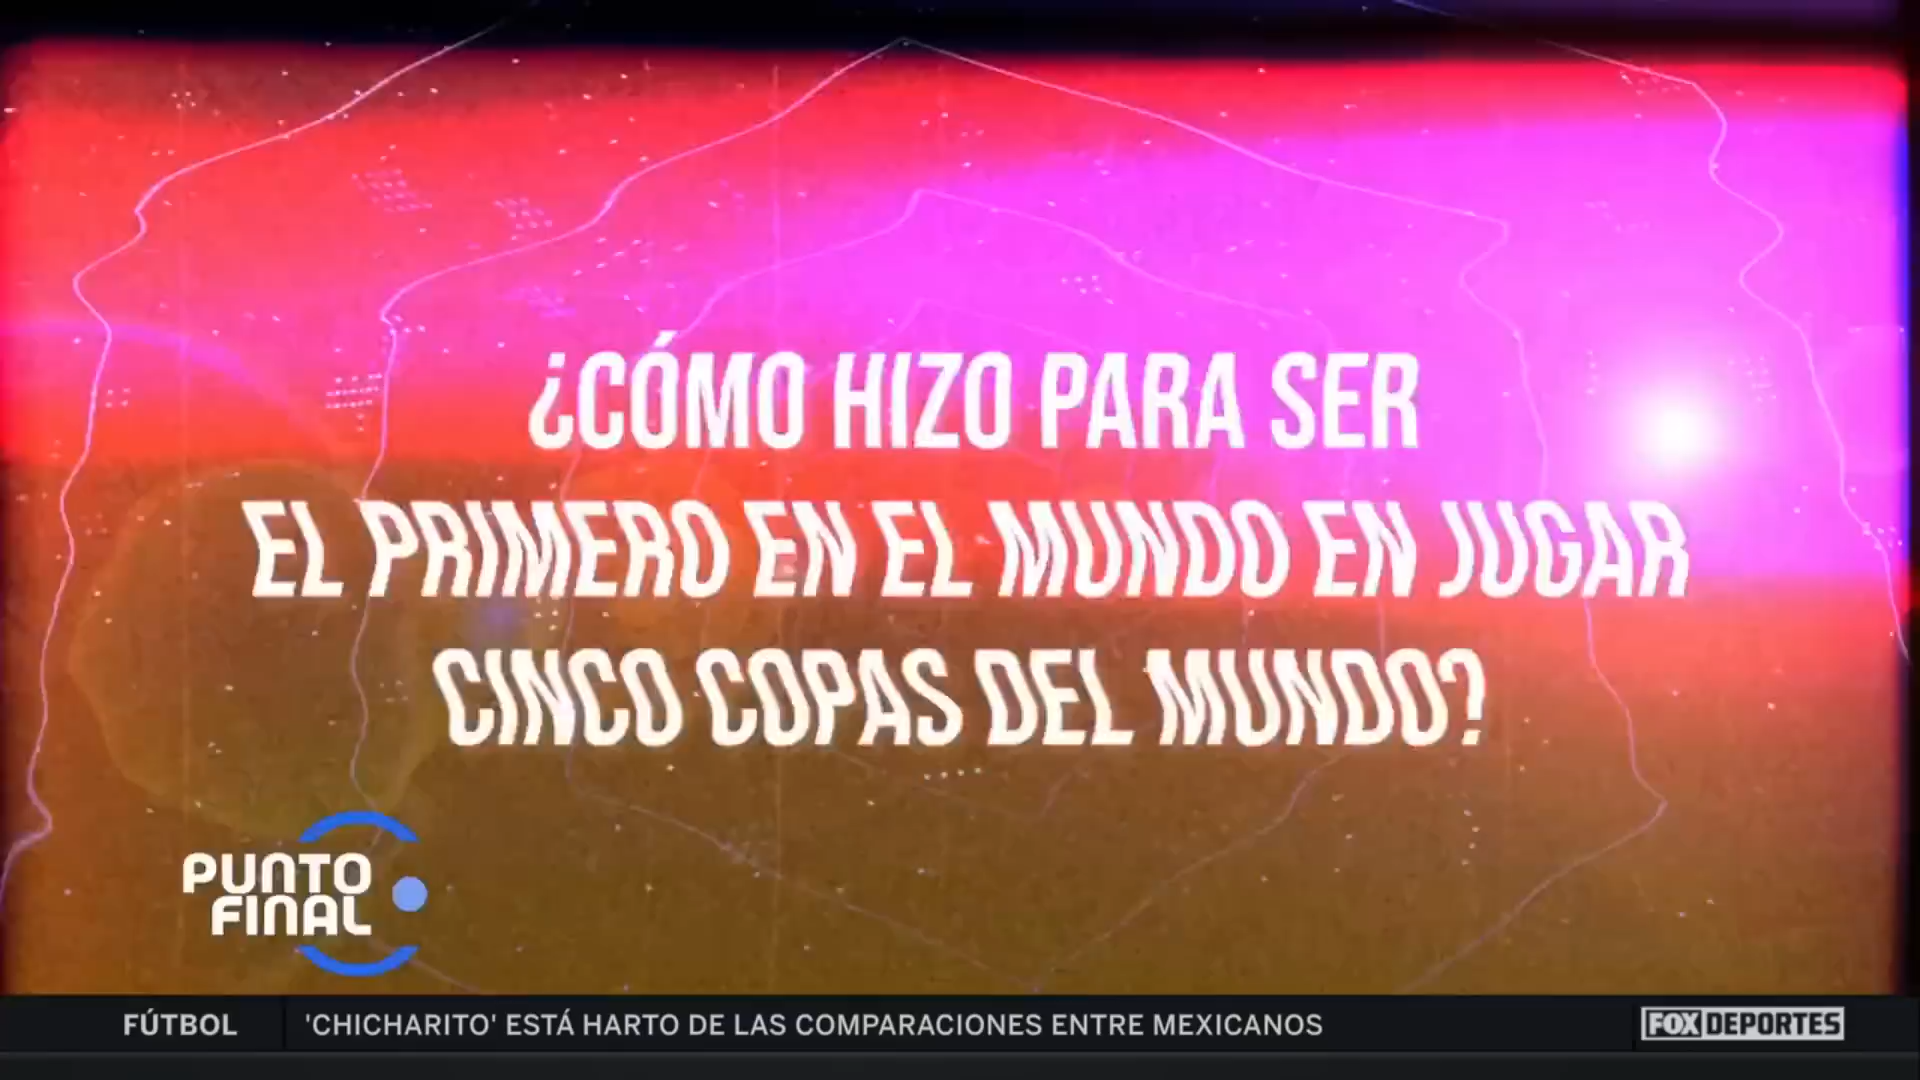 ¿CÓMO HIZO PARA SER
EL PRIMERO EN EL MUNDO EN JUGAR
CINCO COPAS DEL MUNDO?
PUNTO
FINAL
FÚTBOL
'CHICHARITO' ESTÁ HARTO DE LAS COMPARACIONES ENTRE MEXICANOS
FOX DEPORTES